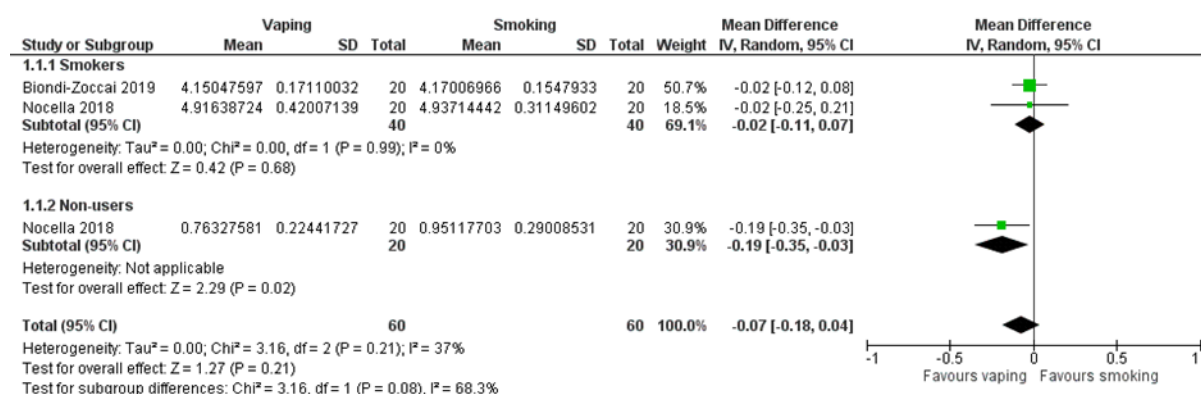 Vaping Smoking Mean Difference Mean Difference
Study or Subgroup Mean SD Total Mean SD Total Weight IV, Random, 95% CI IV, Random, 95% CI
1.1.1 Smokers
Biondi-Zoccai 2019 4.15047597 0.17110032 20 4.17006966 0.1547933 20 50.7% -0.02 [-0.12, 0.08]
Nocella 2018 4.91638724 0.42007139 20 4.93714442 0.31149602 20 18.5% -0.02 [-0.25, 0.21]
Subtotal (95% CI) 40 40 69.1% -0.02 [-0.11, 0.07]
Heterogeneity: Tau² = 0.00; Chi² = 0.00, df = 1 (P = 0.99); I² = 0%
Test for overall effect: Z = 0.42 (P = 0.68)
1.1.2 Non-users
Nocella 2018 0.76327581 0.22441727 20 0.95117703 0.29008531 20 30.9% -0.19 [-0.35, -0.03]
Subtotal (95% CI) 20 20 30.9% -0.19 [-0.35, -0.03]
Heterogeneity: Not applicable
Test for overall effect: Z = 2.29 (P = 0.02)
Total (95% CI) 60 60 100.0% -0.07 [-0.18, 0.04]
Heterogeneity: Tau² = 0.00; Chi² = 3.16, df = 2 (P = 0.21); I² = 37%
Test for overall effect: Z = 1.27 (P = 0.21)
Test for subgroup differences: Chi² = 3.16, df = 1 (P = 0.08), I² = 68.3%
-1 -0.5 0 0.5 1
Favours vaping Favours smoking